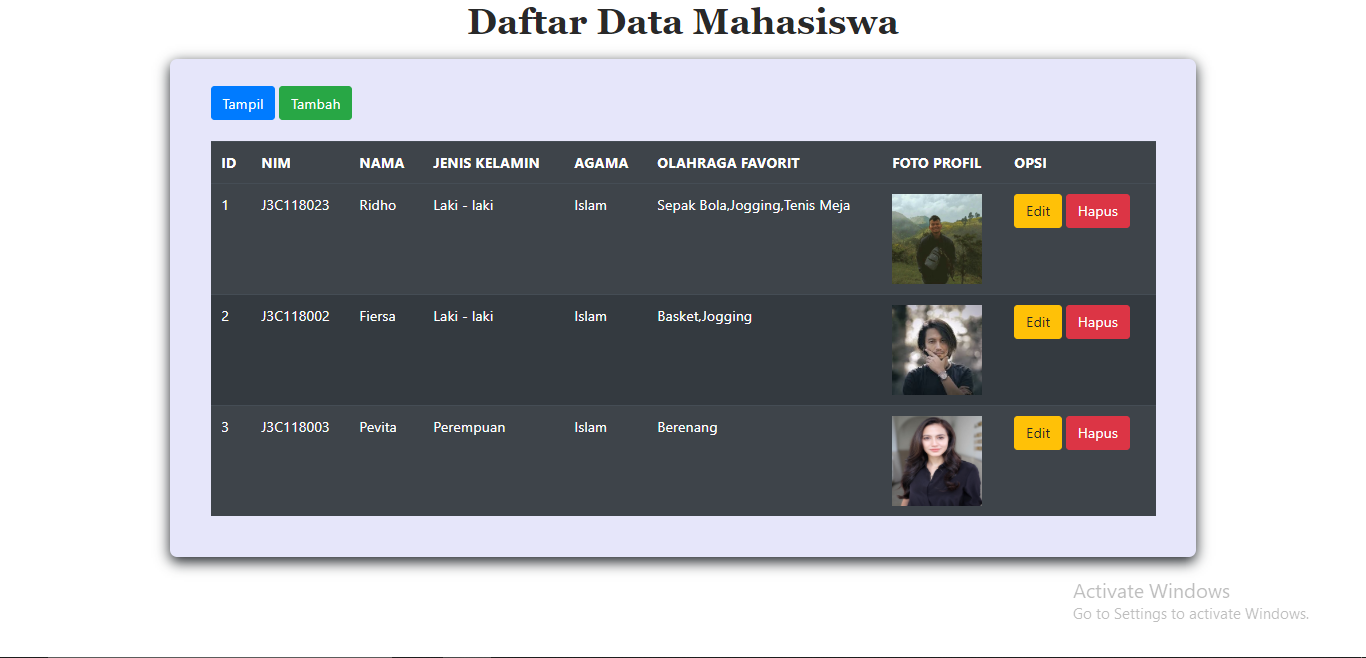 Daftar Data Mahasiswa
Tampil Tambah
ID NIM NAMA JENIS KELAMIN AGAMA OLAHRAGA FAVORIT FOTO PROFIL OPSI
1 J3C118023 Ridho Laki - laki Islam Sepak Bola,Jogging,Tenis Meja Edit Hapus
2 J3C118002 Fiersa Laki - laki Islam Basket,Jogging Edit Hapus
3 J3C118003 Pevita Perempuan Islam Berenang Edit Hapus
Activate Windows
Go to Settings to activate Windows.